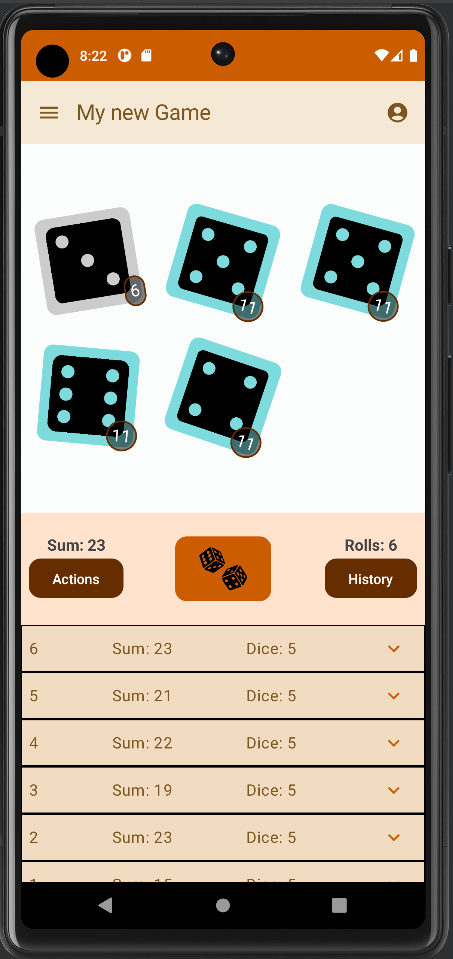 8:22
My new Game
6
11
11
11
11
Sum: 23
Rolls: 6
Actions
History
6 Sum: 23 Dice: 5
5 Sum: 21 Dice: 5
4 Sum: 22 Dice: 5
3 Sum: 19 Dice: 5
2 Sum: 23 Dice: 5